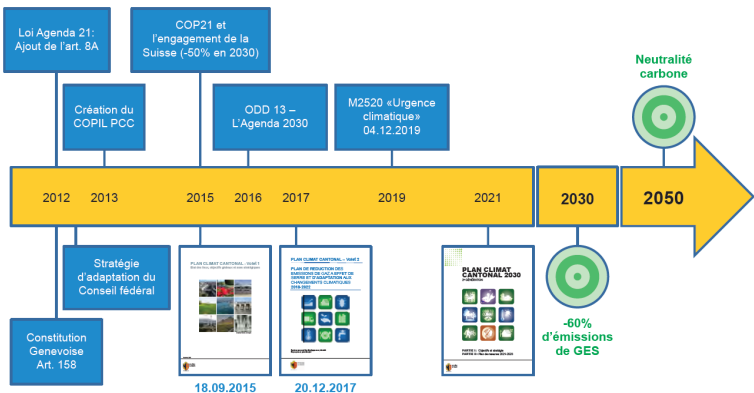 Loi Agenda 21:
Ajout de l'art. 8A
COP21 et
l'engagement de la
Suisse (-50% en 2030)
Création du
COPIL PCC
ODD 13 –
L'Agenda 2030
M2520 «Urgence
climatique»
04.12.2019
Neutralité
carbone
2012
2013
2015
2016
2017
2019
2021
2030
2050
Stratégie
d'adaptation du
Conseil fédéral
Constitution
Genevoise
Art. 158
PLAN CLIMAT CANTONAL – Volet 1
18.09.2015
PLAN CLIMAT CANTONAL – Volet 2
PLAN DE REDUCTION DES
EMISSIONS DE GAZ A EFFET DE
SERRE ET D'ADAPTATION AUX
CHANGEMENTS CLIMATIQUES
2018-2022
20.12.2017
PLAN CLIMAT
CANTONAL 2030
-60%
d'émissions
de GES